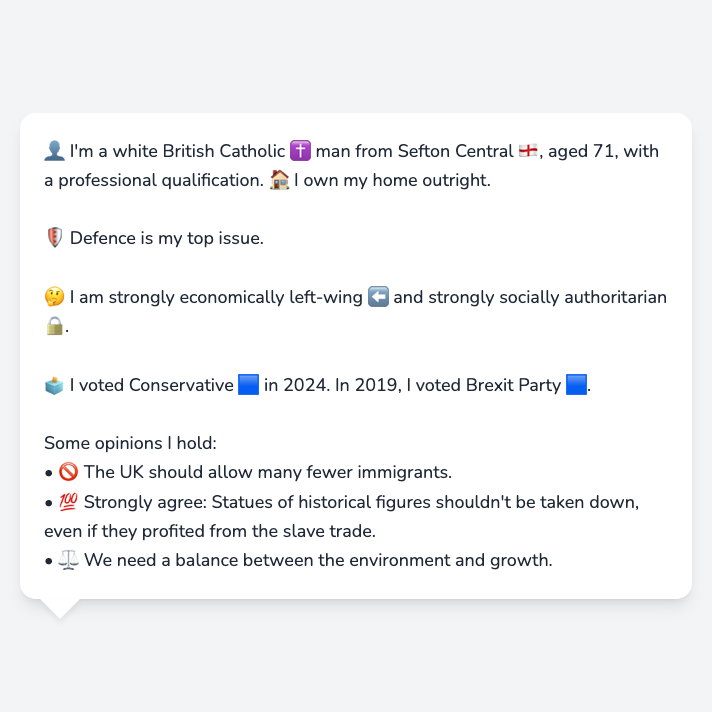 👤 I'm a white British Catholic ✝️ man from Sefton Central 🏴󠁧󠁢󠁥󠁮󠁧󠁿, aged 71, with
a professional qualification. 🏠 I own my home outright.
🛡️ Defence is my top issue.
🤔 I am strongly economically left-wing ⬅️ and strongly socially authoritarian
🔒.
🗳️ I voted Conservative 🟦 in 2024. In 2019, I voted Brexit Party 🟦.
Some opinions I hold:
• 🚫 The UK should allow many fewer immigrants.
• 💯 Strongly agree: Statues of historical figures shouldn't be taken down,
even if they profited from the slave trade.
• ⚖️ We need a balance between the environment and growth.